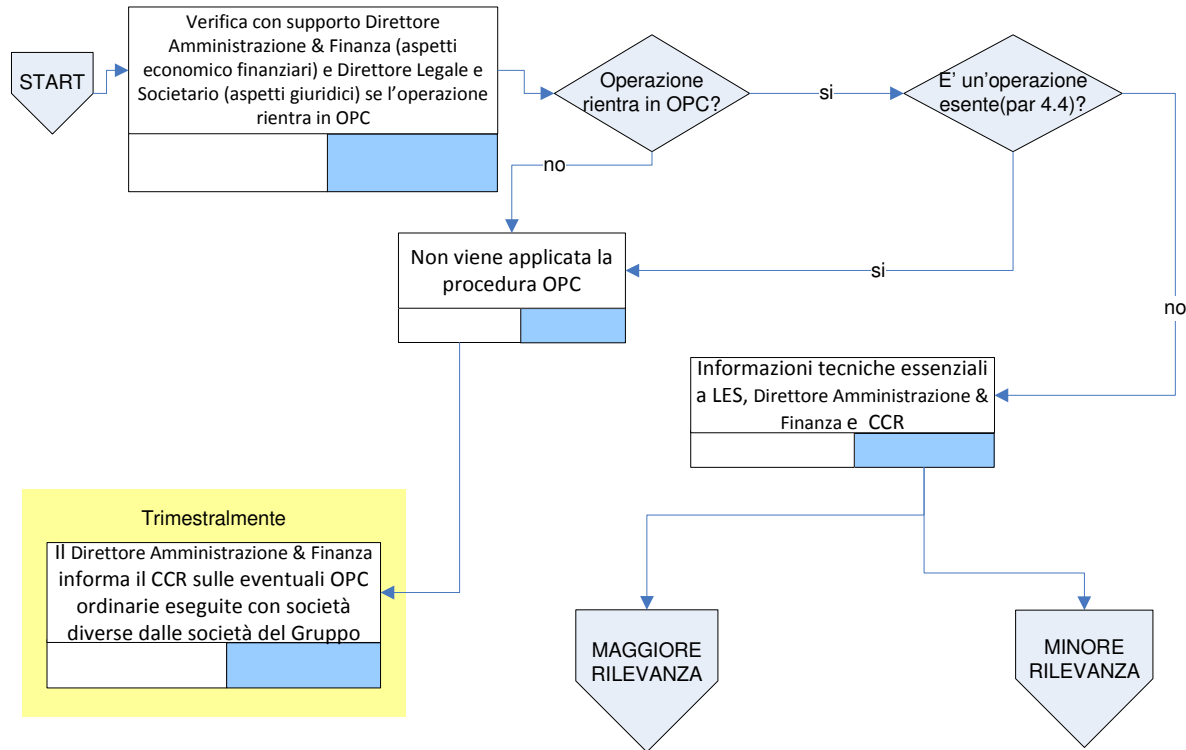 START
Verifica con supporto Direttore
Amministrazione & Finanza (aspetti
economico finanziari) e Direttore Legale e
Societario (aspetti giuridici) se l'operazione
rientra in OPC
Operazione
rientra in OPC?
si
E' un'operazione
esente(par 4.4)?
no
Non viene applicata la
procedura OPC
si
no
Informazioni tecniche essenziali
a LES, Direttore Amministrazione &
Finanza e CCR
Trimestralmente
Il Direttore Amministrazione & Finanza
informa il CCR sulle eventuali OPC
ordinarie eseguite con società
diverse dalle società del Gruppo
MAGGIORE
RILEVANZA
MINORE
RILEVANZA